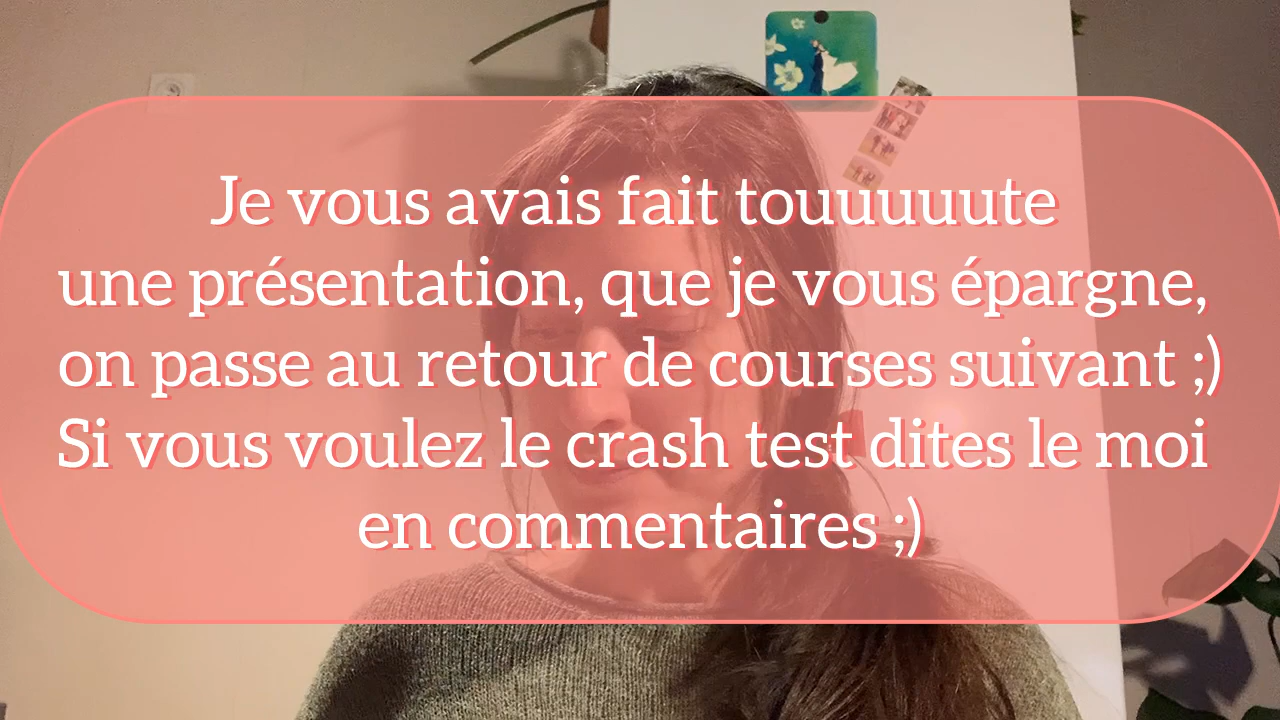 Je vous avais fait touuuuuute
une présentation, que je vous épargne,
on passe au retour de courses suivant ;)
Si vous voulez le crash test dites le moi
en commentaires ;)